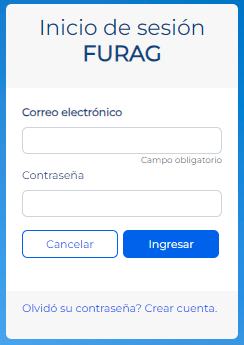 Inicio de sesión
FURAG
Correo electrónico
Campo obligatorio
Contraseña
Cancelar
Ingresar
Olvidó su contraseña? Crear cuenta.